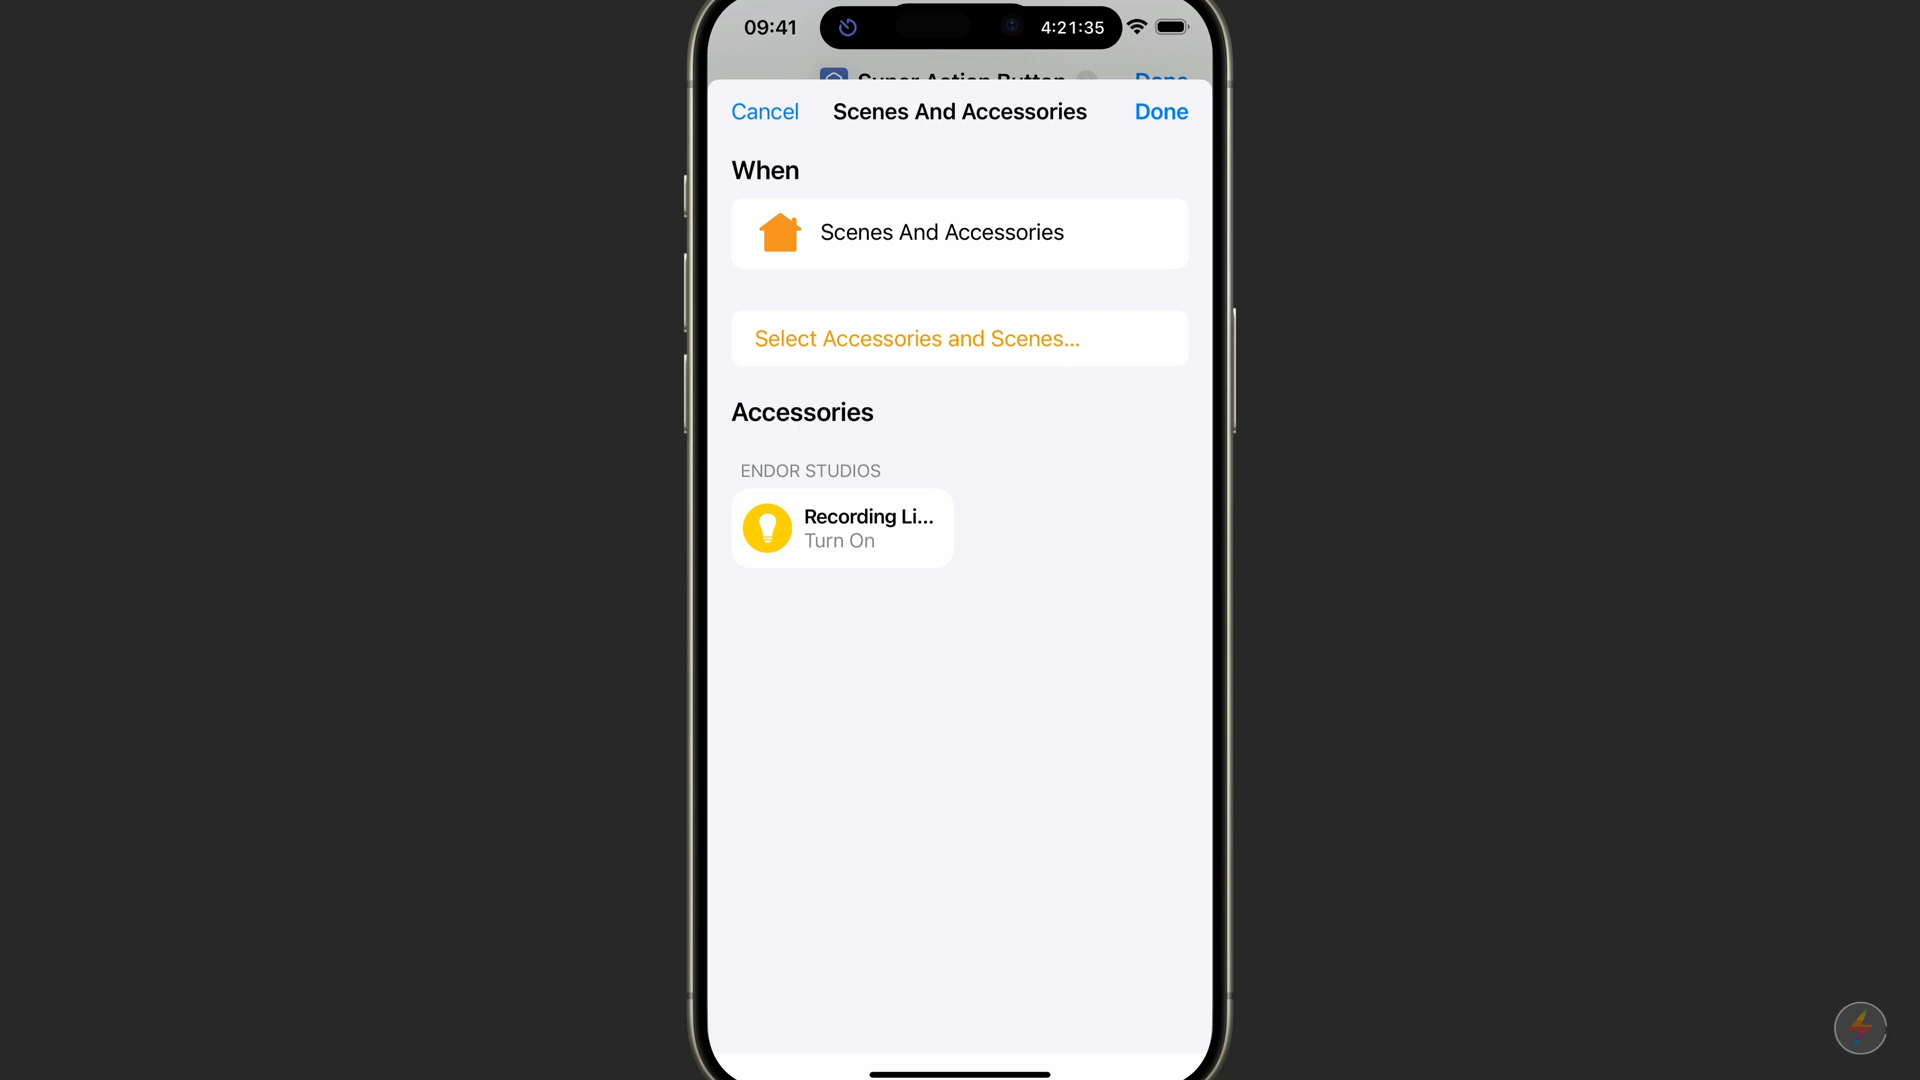 09:41
4:21:35
Super Action Button
Done
Cancel
Scenes And Accessories
Done
When
Scenes And Accessories
Select Accessories and Scenes...
Accessories
ENDOR STUDIOS
Recording Li...
Turn On